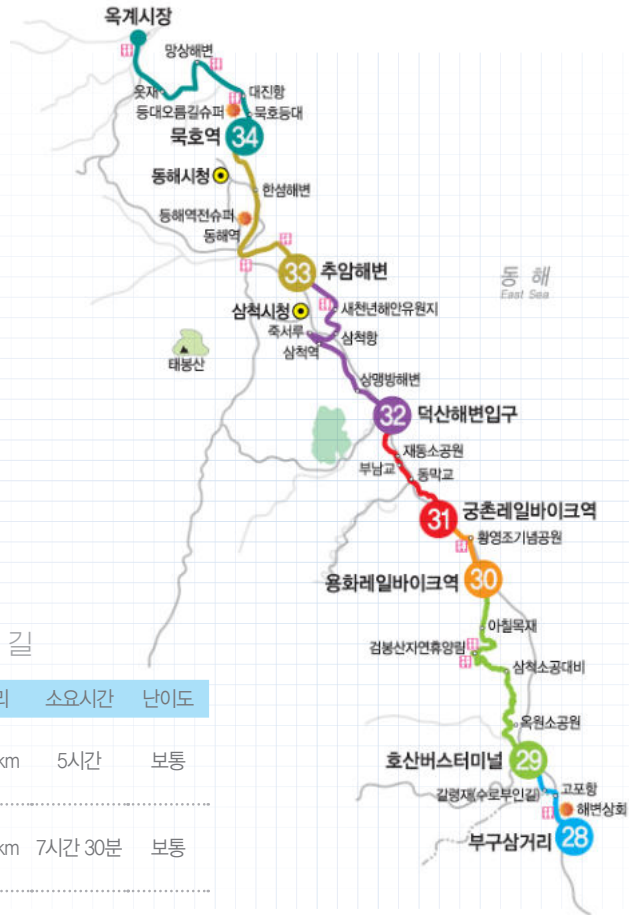 옥계시장
망상해변
옷재
대진항
등대오름길슈퍼
묵호등대
묵호역
34
동해시청
한섬해변
동해역전슈퍼
동해역
33
추암해변
동 해
East Sea
삼척시청
새천년해안유원지
죽서루
삼척항
삼척역
태봉산
상맹방해변
32
덕산해변입구
재동소공원
부남교
동막교
31
궁촌레일바이크역
황영조기념공원
용화레일바이크역
30
아칠목재
길
검봉산자연휴양림
삼척소공대비
리 소요시간 난이도
옥원소공원
km 5시간 보통
호산버스터미널
29
갈령재(수로부인길)
고포항
해변상회
km 7시간 30분 보통
부구삼거리
28